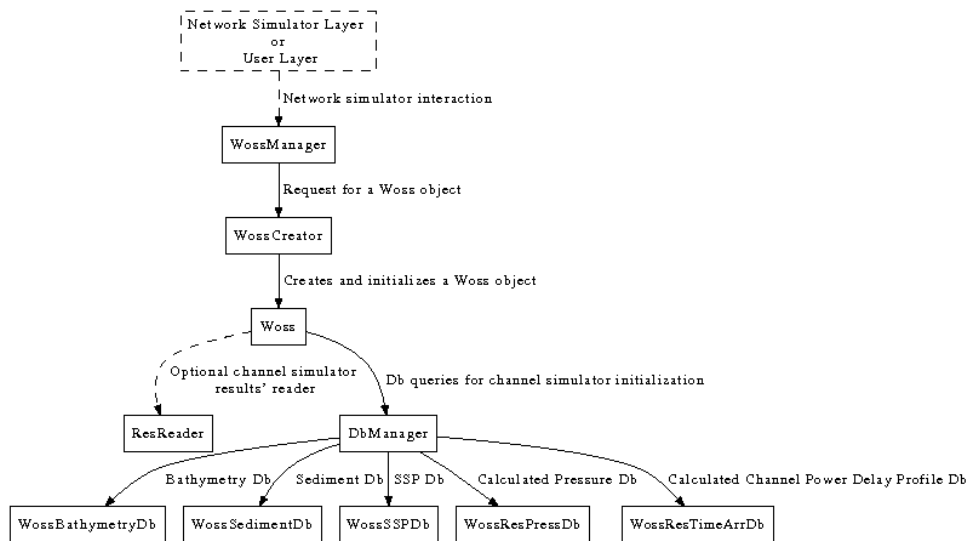 Network Simulator Layer
or
User Layer
Network simulator interaction
WossManager
Request for a Woss object
WossCreator
Creates and initializes a Woss object
Woss
Optional channel simulator
results' reader
Db queries for channel simulator initialization
ResReader
DbManager
Bathymetry Db
Sediment Db
SSP Db
Calculated Pressure Db
Calculated Channel Power Delay Profile Db
WossBathymetryDb
WossSedimentDb
WossSSPDb
WossResPressDb
WossResTimeArrDb